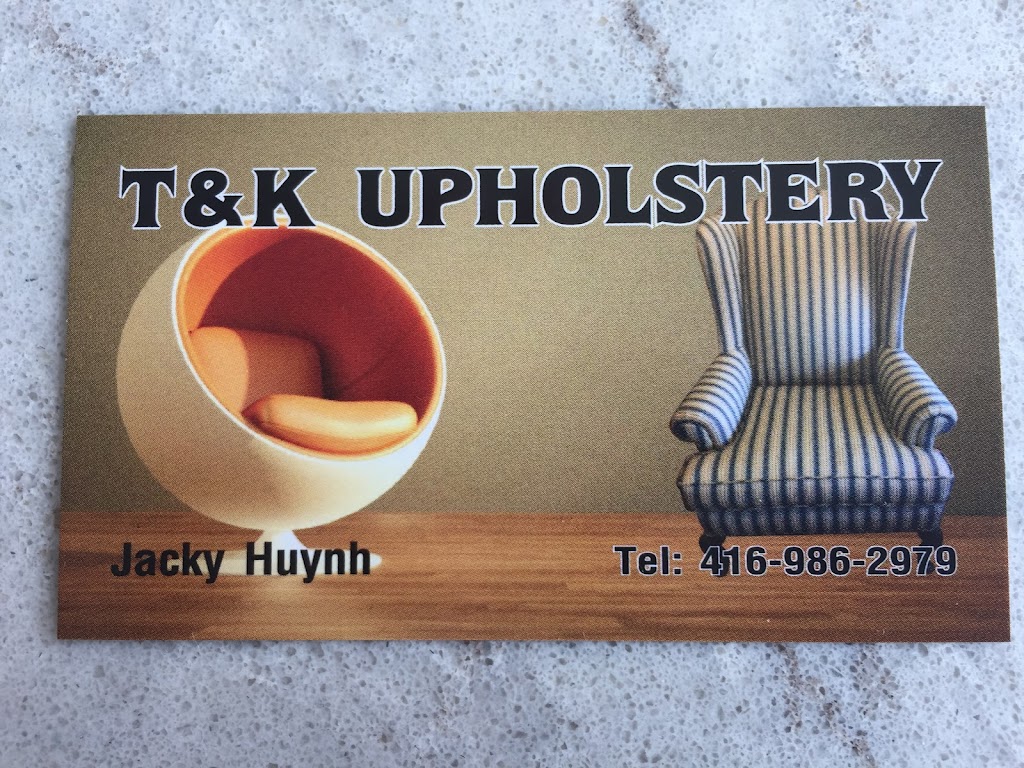 T&K UPHOLSTERY
Jacky Huynh
Tel: 416-986-2979